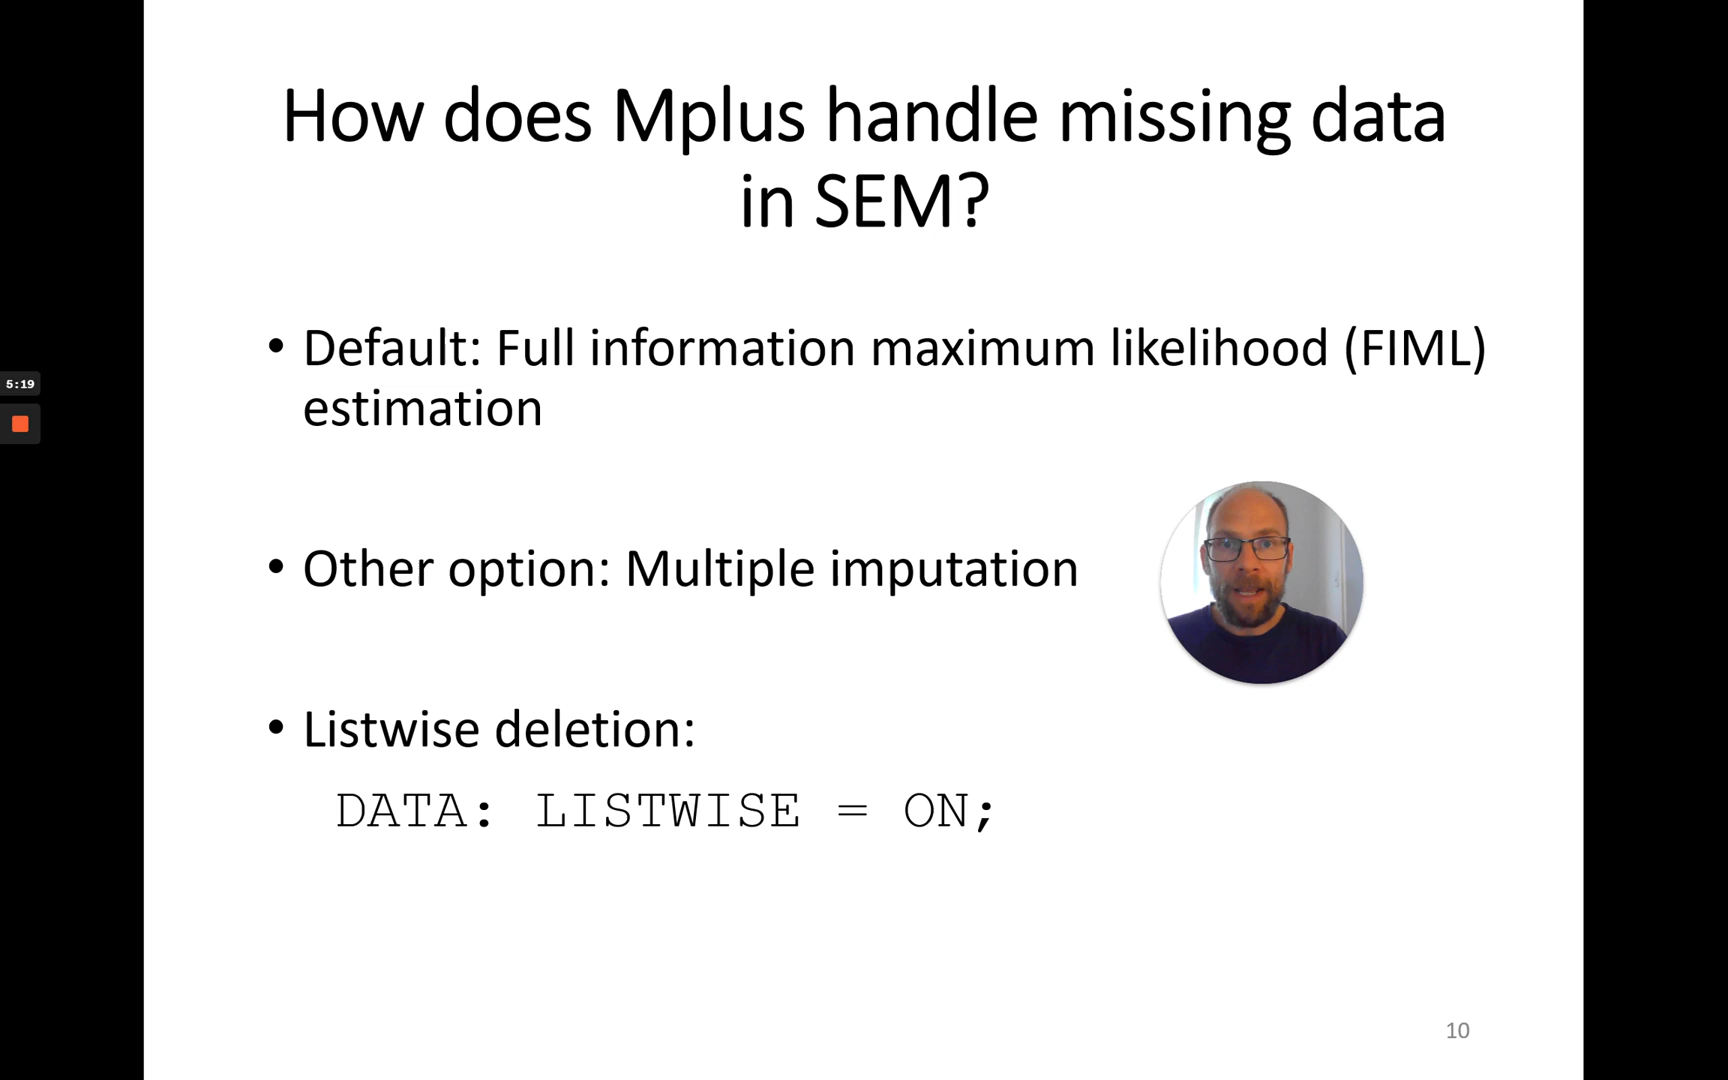 How does Mplus handle missing data
in SEM?
• Default: Full information maximum likelihood (FIML)
estimation
5:19
• Other option: Multiple imputation
• Listwise deletion:
DATA: LISTWISE = ON;
10